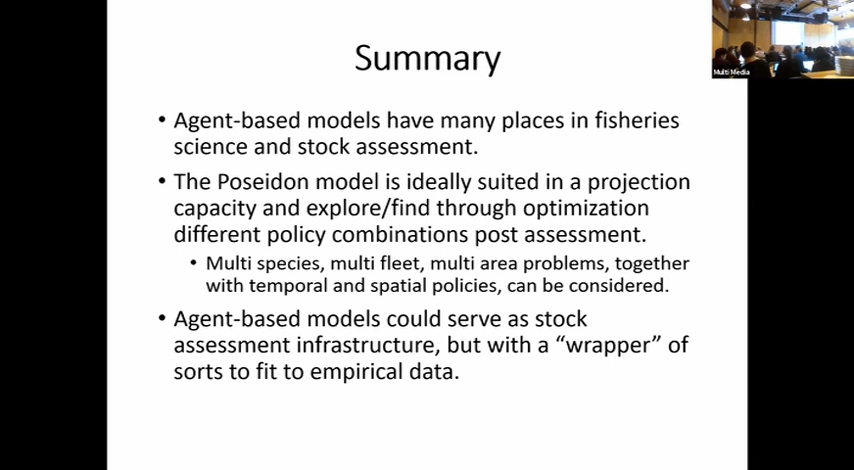 Summary
• Agent-based models have many places in fisheries
science and stock assessment.
• The Poseidon model is ideally suited in a projection
capacity and explore/find through optimization
different policy combinations post assessment.
• Multi species, multi fleet, multi area problems, together
with temporal and spatial policies, can be considered.
• Agent-based models could serve as stock
assessment infrastructure, but with a “wrapper” of
sorts to fit to empirical data.
Multi Media